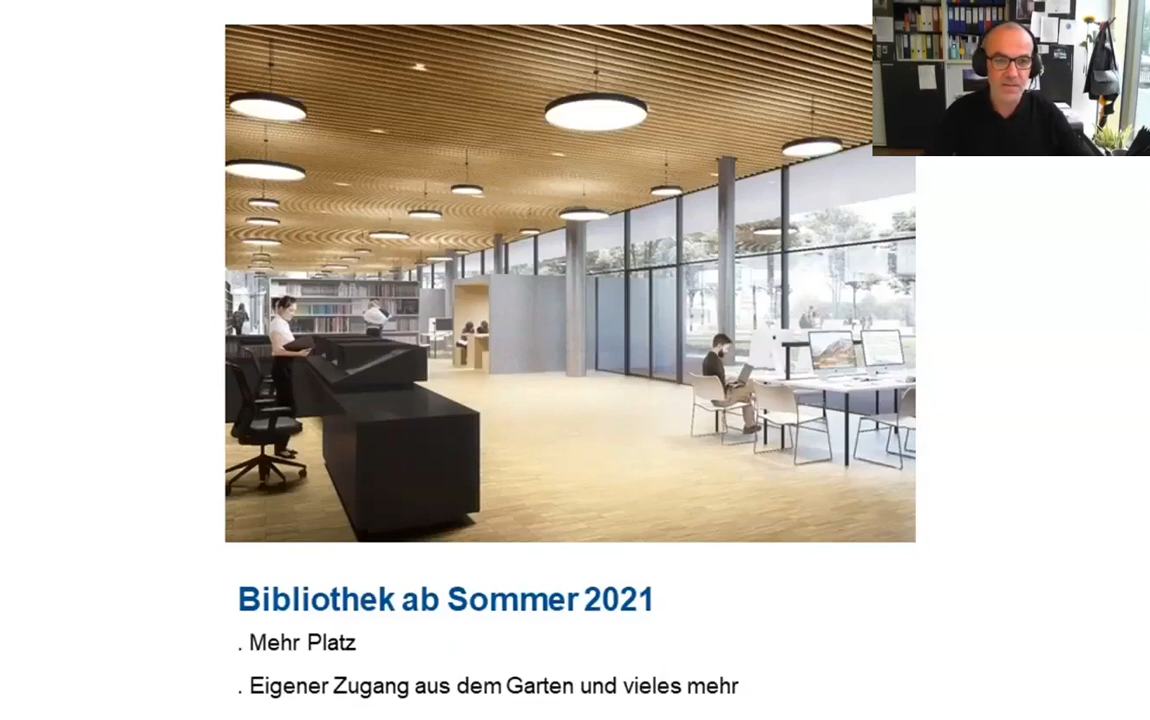 Bibliothek ab Sommer 2021
. Mehr Platz
. Eigener Zugang aus dem Garten und vieles mehr